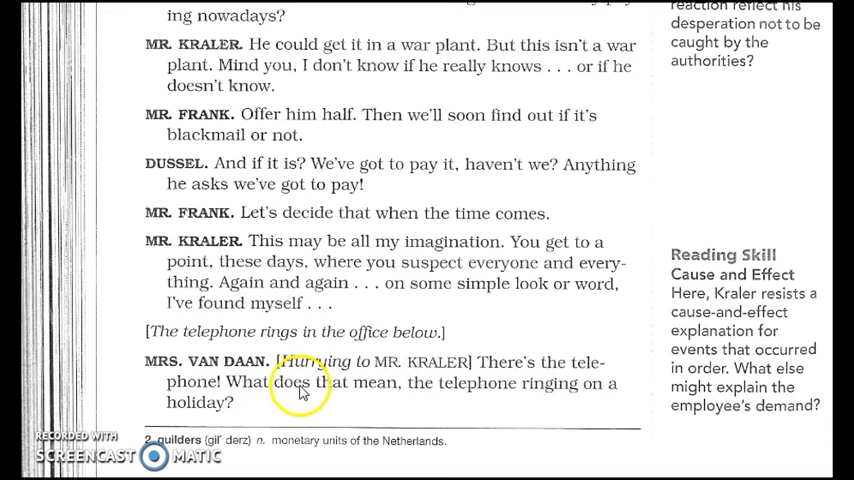 ing nowadays?
MR. KRALER. He could get it in a war plant. But this isn't a war
plant. Mind you, I don't know if he really knows . . . or if he
doesn't know.
MR. FRANK. Offer him half. Then we'll soon find out if it's
blackmail or not.
DUSSEL. And if it is? We've got to pay it, haven't we? Anything
he asks we've got to pay!
MR. FRANK. Let's decide that when the time comes.
MR. KRALER. This may be all my imagination. You get to a
point, these days, where you suspect everyone and every-
thing. Again and again . . . on some simple look or word,
I've found myself . . .
[The telephone rings in the office below.]
MRS. VAN DAAN. [Hurrying to MR. KRALER] There's the tele-
phone! What does that mean, the telephone ringing on a
holiday?
2. guilders (gil′ dərz) n. monetary units of the Netherlands.
reaction reflect his
desperation not to be
caught by the
authorities?
Reading Skill
Cause and Effect
Here, Kraler resists a
cause-and-effect
explanation for
events that occurred
in order. What else
might explain the
employee's demand?
RECORDED WITH
SCREENCAST MATIC